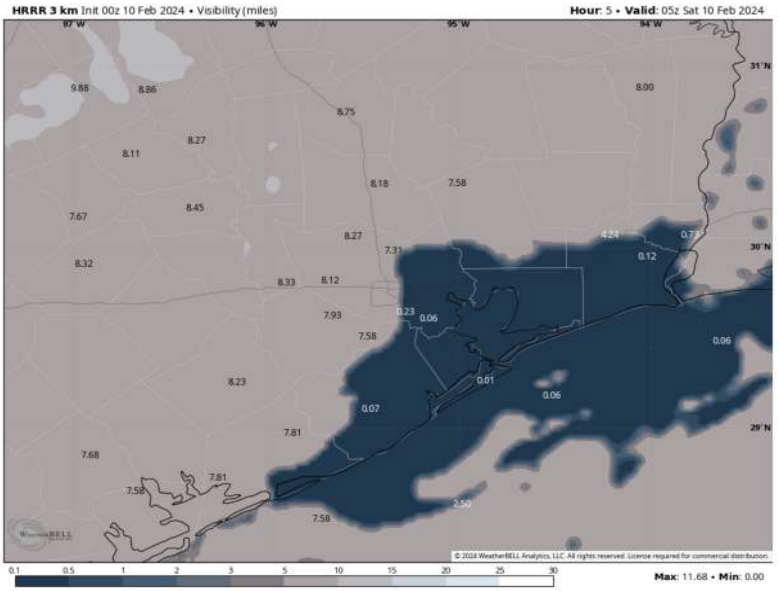 HRRR 3 km Init 00z 10 Feb 2024 • Visibility (miles)
Hour: 5 • Valid: 05z Sat 10 Feb 2024
97°W 96°W 95°W 94°W
31°N
9.88 8.86 8.00
8.75
8.27
8.11
8.18 7.58
8.45
7.67
4.24 0.73
8.27
30°N
7.31
0.12
8.32
8.33 8.12
0.23 0.06
7.93
7.58 0.06
8.23 0.01
0.06
0.07
29°N
7.81
7.68
7.81
7.58
2.50
7.58
WEATHERBELL
© 2024 WeatherBELL Analytics, LLC. All rights reserved. License required for commercial distribution.
0.1 0.5 1 2 3 5 10 15 20 25 30
Max: 11.68 • Min: 0.00